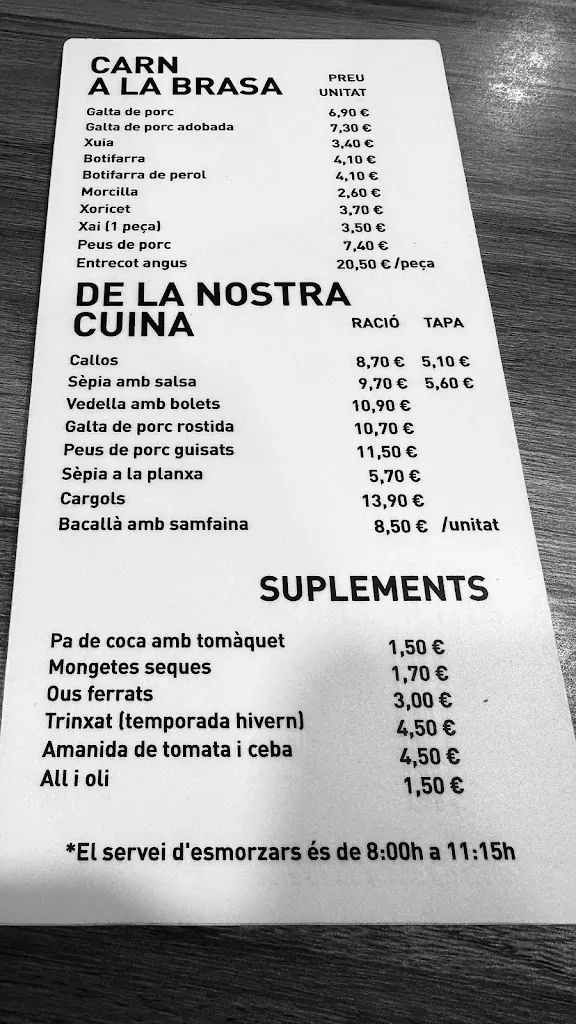 CARN
A LA BRASA
PREU
UNITAT
Galta de porc 6,90 €
Galta de porc adobada 7,30 €
Xuia 3,40 €
Botifarra 4,10 €
Botifarra de perol 4,10 €
Morcilla 2,60 €
Xoricet 3,70 €
Xai (1 peça) 3,50 €
Peus de porc 7,40 €
Entrecot angus 20,50 €/peça
DE LA NOSTRA
CUINA
RACIÓ TAPA
Callos 8,70 € 5,10 €
Sèpia amb salsa 9,70 € 5,60 €
Vedella amb bolets 10,90 €
Galta de porc rostida 10,70 €
Peus de porc guisats 11,50 €
Sèpia a la planxa 5,70 €
Cargols 13,90 €
Bacallà amb samfaina 8,50 € /unitat
SUPLEMENTS
Pa de coca amb tomàquet 1,50 €
Mongetes seques 1,70 €
Ous ferrats 3,00 €
Trinxat (temporada hivern) 4,50 €
Amanida de tomata i ceba 4,50 €
All i oli 1,50 €
*El servei d'esmorzars és de 8:00h a 11:15h